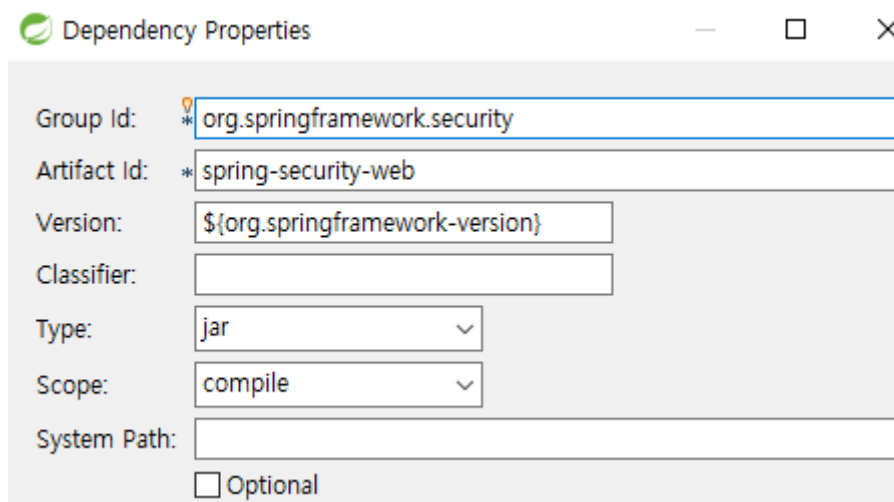 Dependency Properties
Group Id: * org.springframework.security
Artifact Id: * spring-security-web
Version: ${org.springframework-version}
Classifier:
Type: jar
Scope: compile
System Path:
Optional